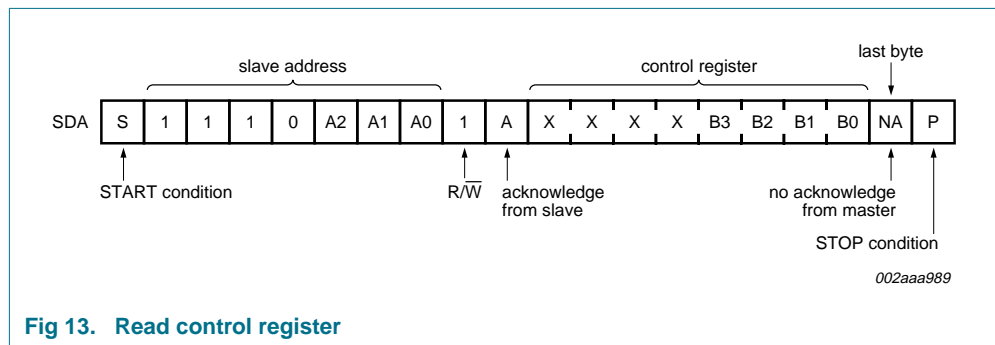 last byte
slave address control register
SDA S 1 1 1 0 A2 A1 A0 1 A X X X X B3 B2 B1 B0 NA P
START condition R/W̅ acknowledge no acknowledge
from slave from master
STOP condition
002aaa989
Fig 13. Read control register